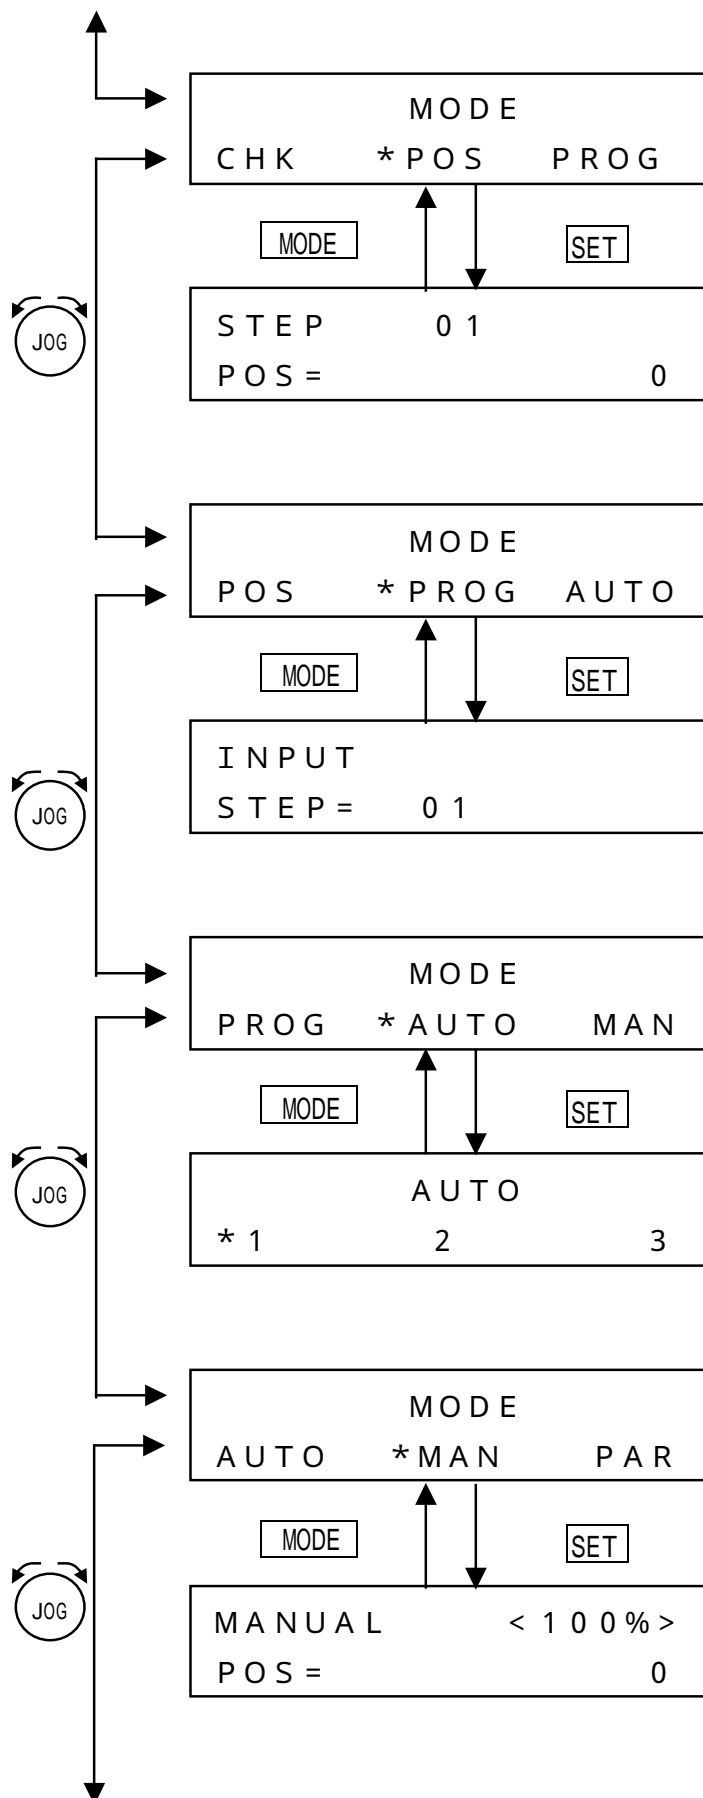 MODE
CHK *POS PROG
MODE SET
STEP 01
POS= 0
JOG
MODE
POS *PROG AUTO
MODE SET
INPUT
STEP= 01
JOG
MODE
PROG *AUTO MAN
MODE SET
AUTO
*1 2 3
JOG
MODE
AUTO *MAN PAR
MODE SET
MANUAL <100%>
POS= 0
JOG